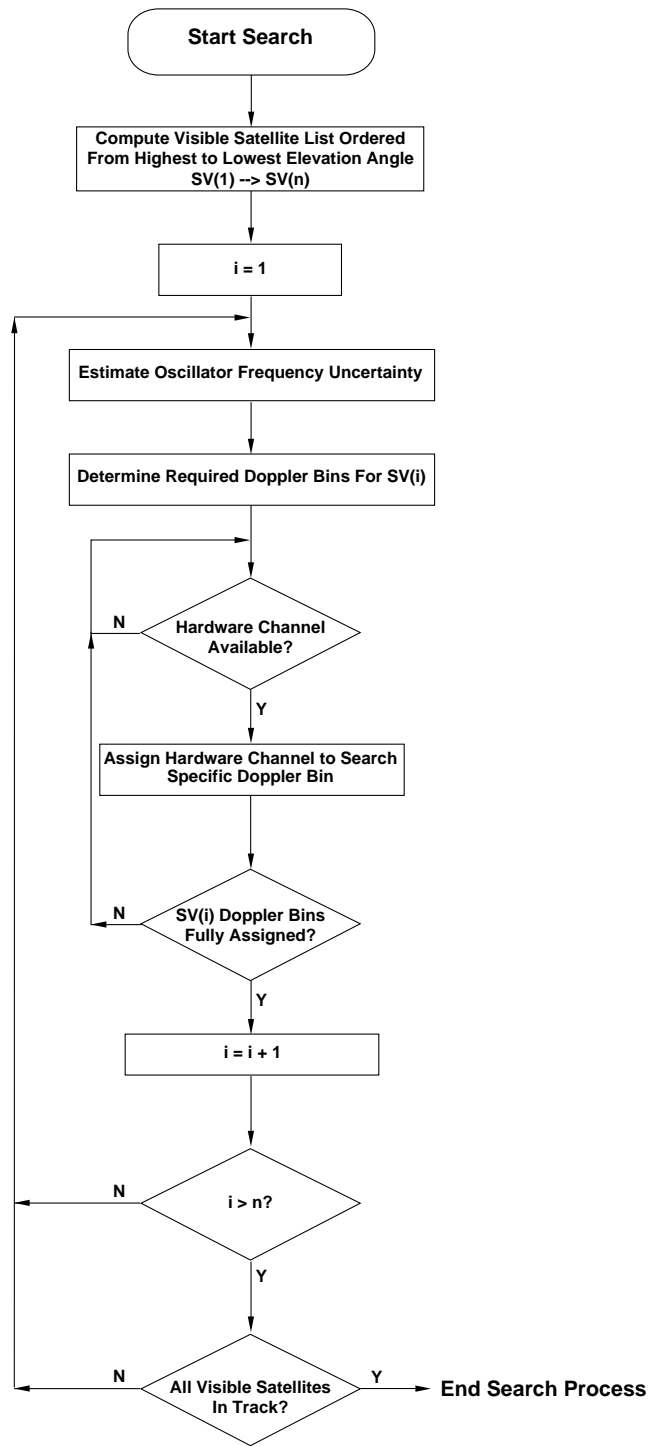 Start Search
Compute Visible Satellite List Ordered
From Highest to Lowest Elevation Angle
SV(1) --> SV(n)
i = 1
Estimate Oscillator Frequency Uncertainty
Determine Required Doppler Bins For SV(i)
N
Hardware Channel
Available?
Y
Assign Hardware Channel to Search
Specific Doppler Bin
N
SV(i) Doppler Bins
Fully Assigned?
Y
i = i + 1
N
i > n?
Y
N
All Visible Satellites
In Track?
Y
End Search Process